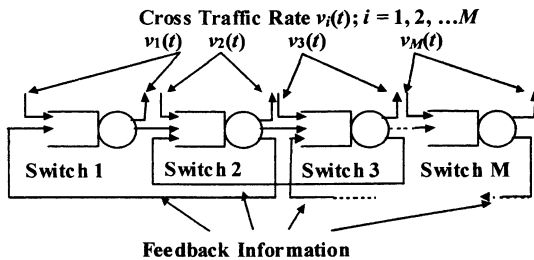 Cross Traffic Rate vi(t); i = 1, 2, ...M
v1(t) v2(t) v3(t) vM(t)
Switch 1 Switch 2 Switch 3 Switch M
Feedback Information